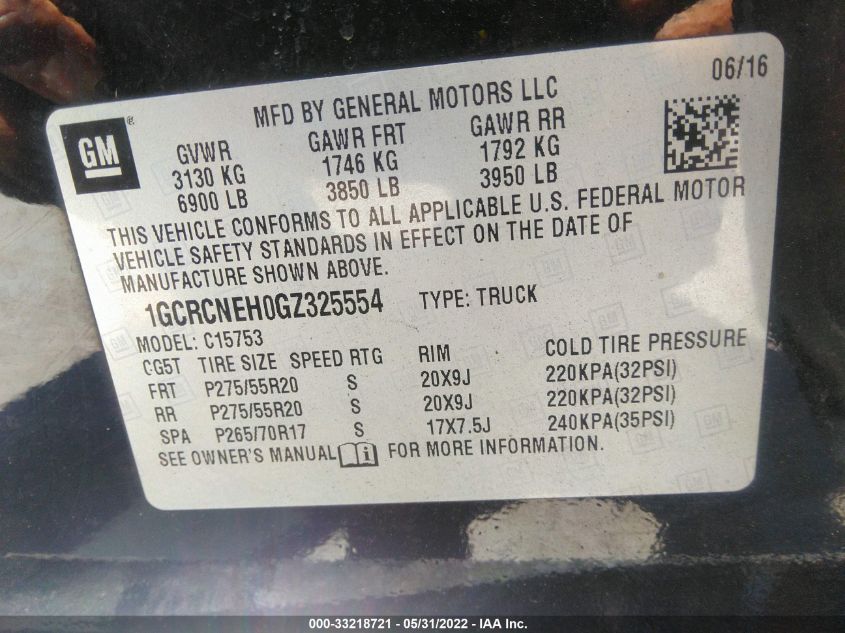 06/16
MFD BY GENERAL MOTORS LLC
GM®
GVWR GAWR FRT GAWR RR
3130 KG 1746 KG 1792 KG
6900 LB 3850 LB 3950 LB
THIS VEHICLE CONFORMS TO ALL APPLICABLE U.S. FEDERAL MOTOR
VEHICLE SAFETY STANDARDS IN EFFECT ON THE DATE OF
MANUFACTURE SHOWN ABOVE.
1GCRCNEH0GZ325554 TYPE: TRUCK
MODEL: C15753
CG5T TIRE SIZE SPEED RTG RIM COLD TIRE PRESSURE
FRT P275/55R20 S 20X9J 220KPA(32PSI)
RR P275/55R20 S 20X9J 220KPA(32PSI)
SPA P265/70R17 S 17X7.5J 240KPA(35PSI)
SEE OWNER'S MANUAL i FOR MORE INFORMATION.
000-33218721 - 05/31/2022 - IAA Inc.